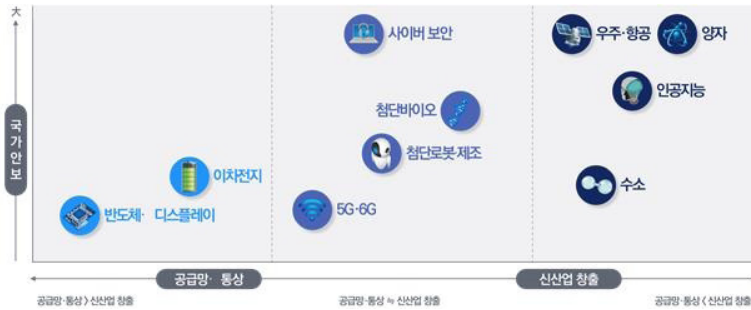 大
사이버 보안
우주·항공
양자
인공지능
첨단바이오
첨단로봇·제조
국가안보
이차전지
수소
반도체· 디스플레이
5G·6G
공급망· 통상
신산업 창출
공급망·통상 > 신산업 창출
공급망·통상 ≒ 신산업 창출
공급망·통상 < 신산업 창출